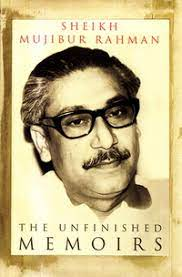 SHEIKH
MUJIBUR RAHMAN
THE UNFINISHED
MEMOIRS